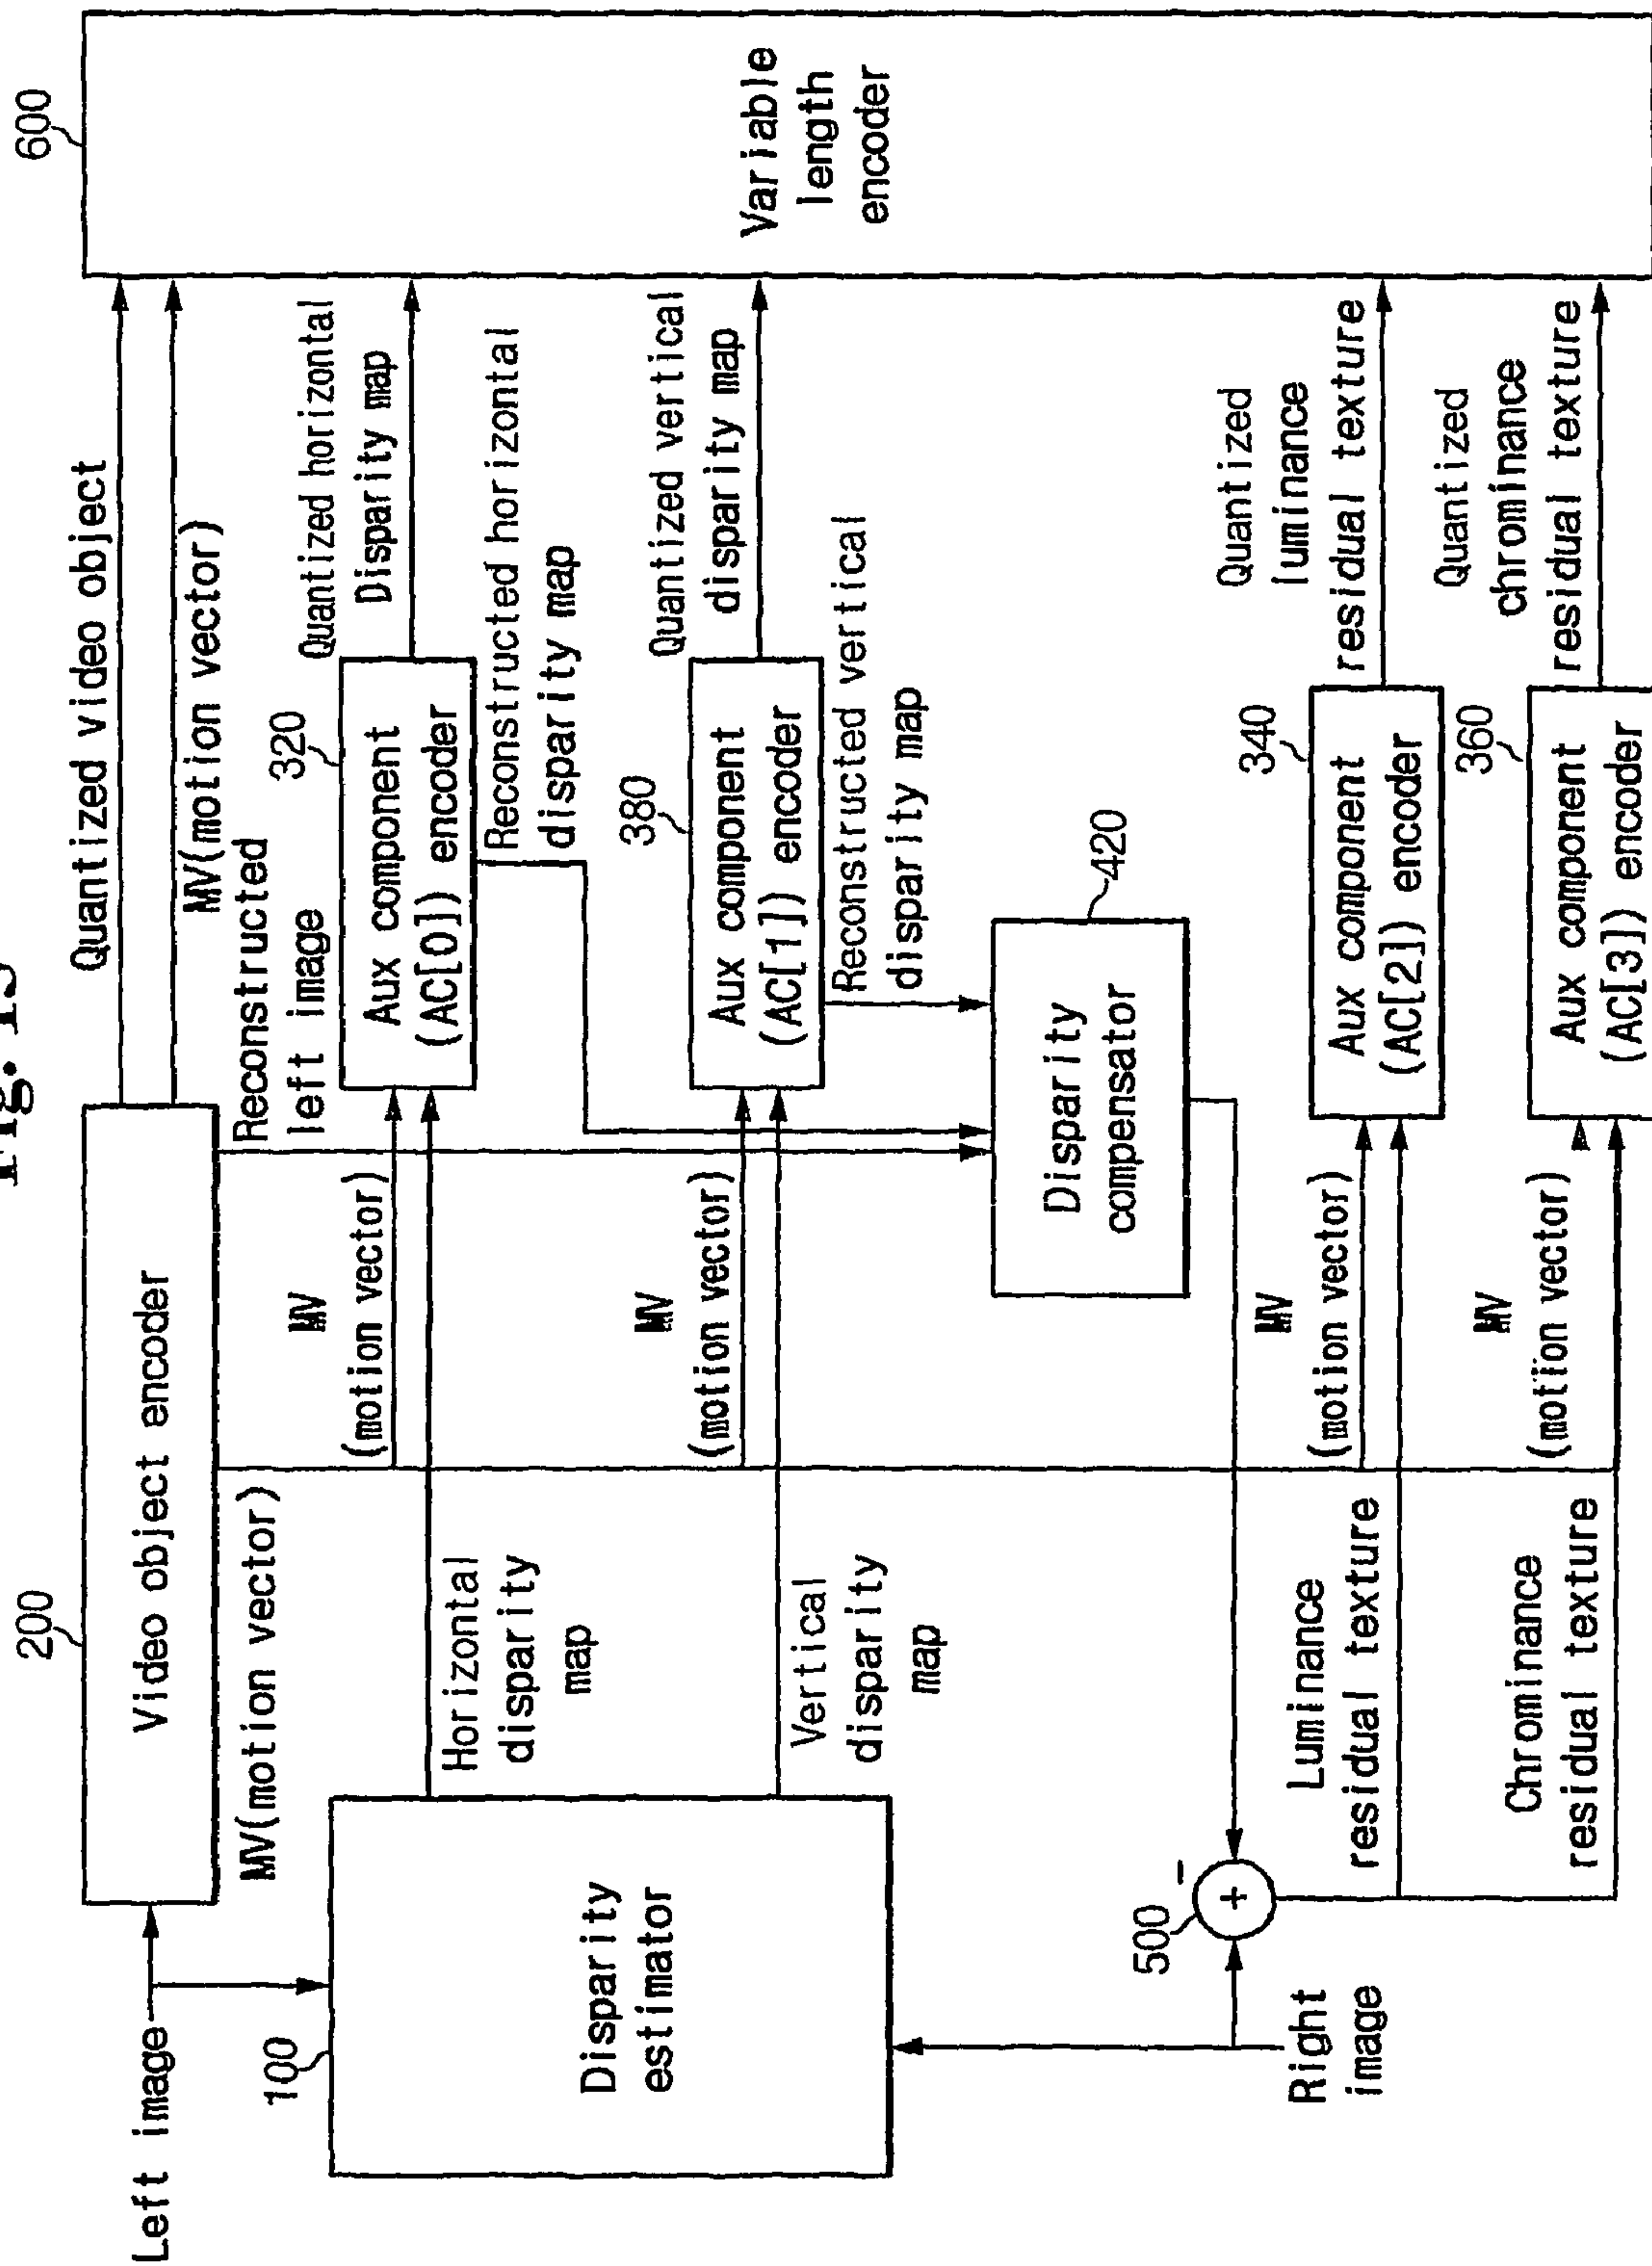 Left image
200
Video object encoder
Quantized video object
MV(motion vector)
600
Variable
length
encoder
MV(motion vector)
Reconstructed
left image
100
Disparity
estimator
Horizontal
disparity
map
MV
(motion vector)
320
Aux component
(AC[0]) encoder
Quantized horizontal
Disparity map
Reconstructed horizontal
disparity map
Vertical
disparity
map
MV
(motion vector)
380
Aux component
(AC[1]) encoder
Quantized vertical
disparity map
Reconstructed vertical
disparity map
420
Disparity
compensator
500
−
+
Right
image
Luminance
residual texture
MV
(motion vector)
340
Aux component
(AC[2]) encoder
Quantized
luminance
residual texture
Chrominance
residual texture
MV
(motion vector)
360
Aux component
(AC[3]) encoder
Quantized
chrominance
residual texture